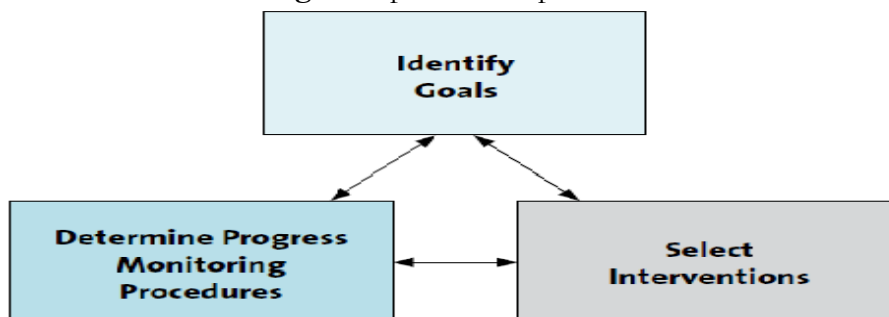 Identify
Goals
Determine Progress
Monitoring
Procedures
Select
Interventions